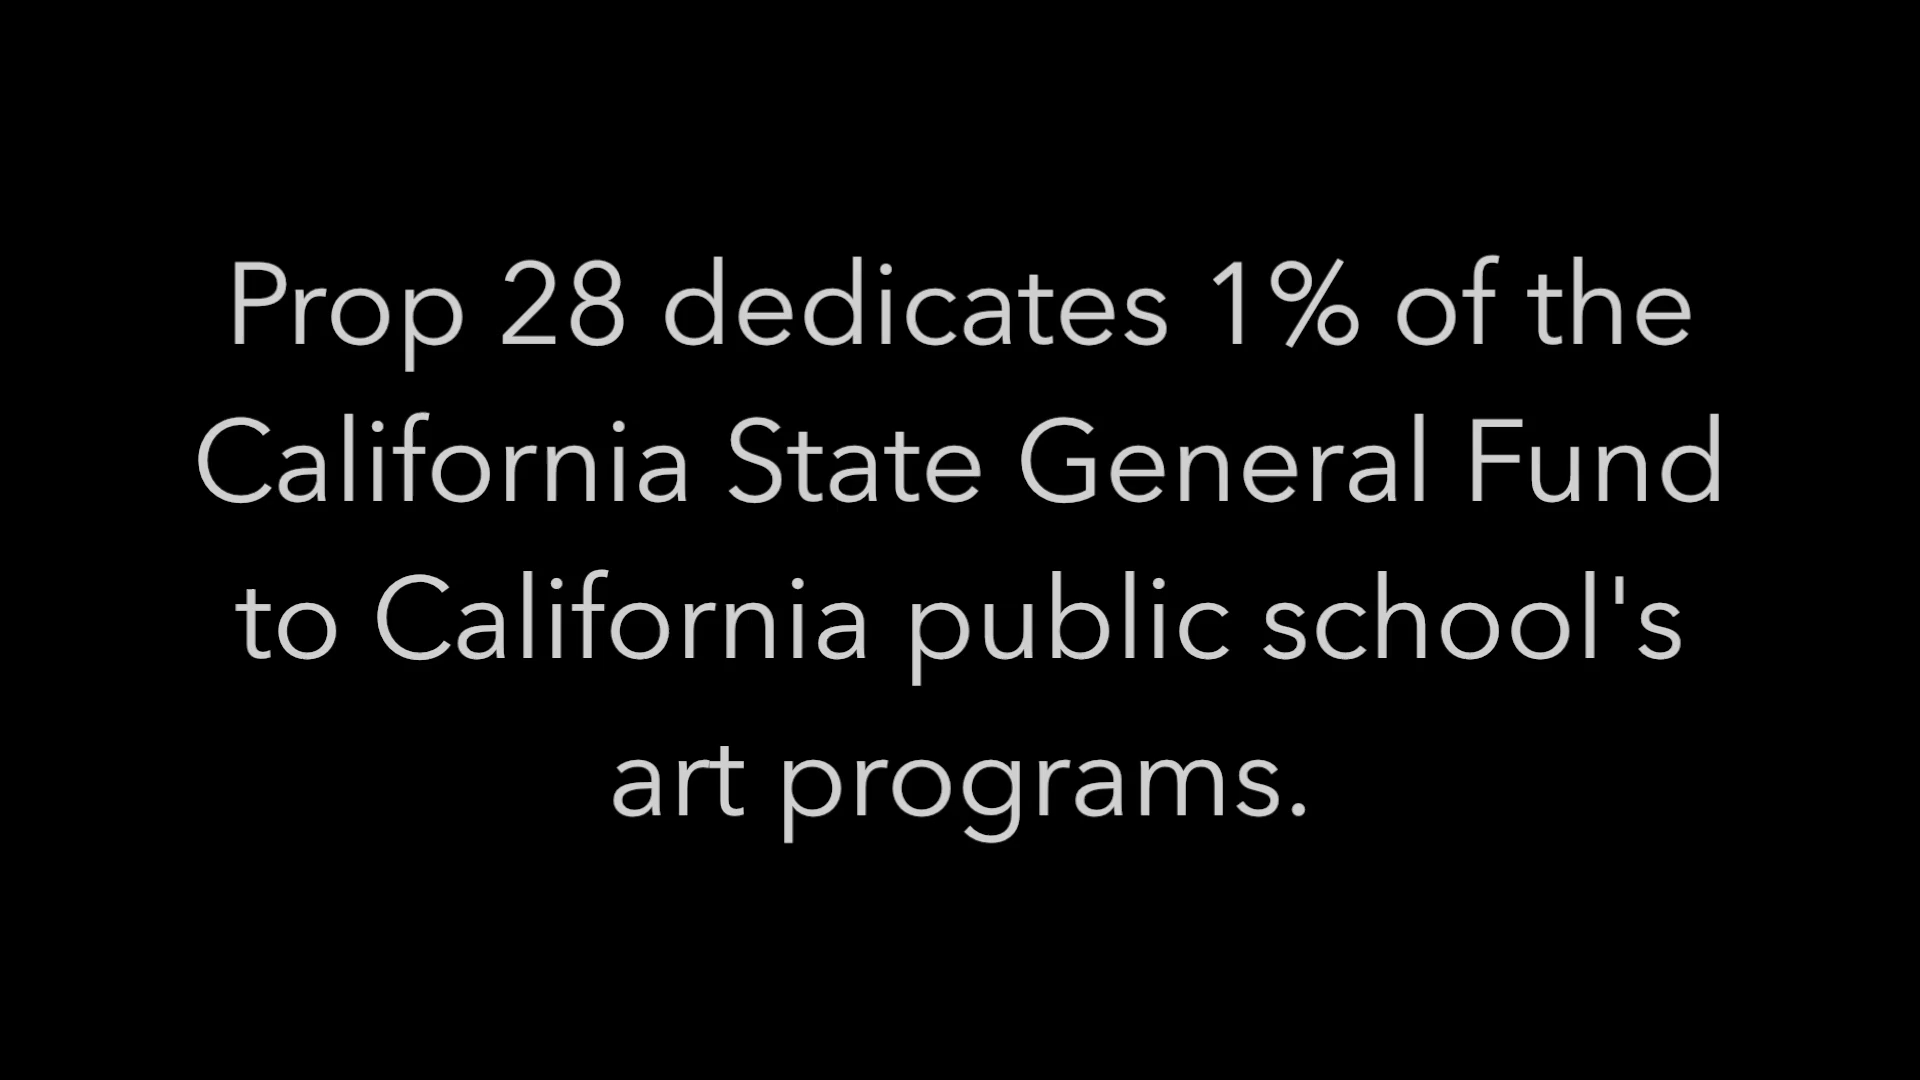 Prop 28 dedicates 1% of the
California State General Fund
to California public school's
art programs.